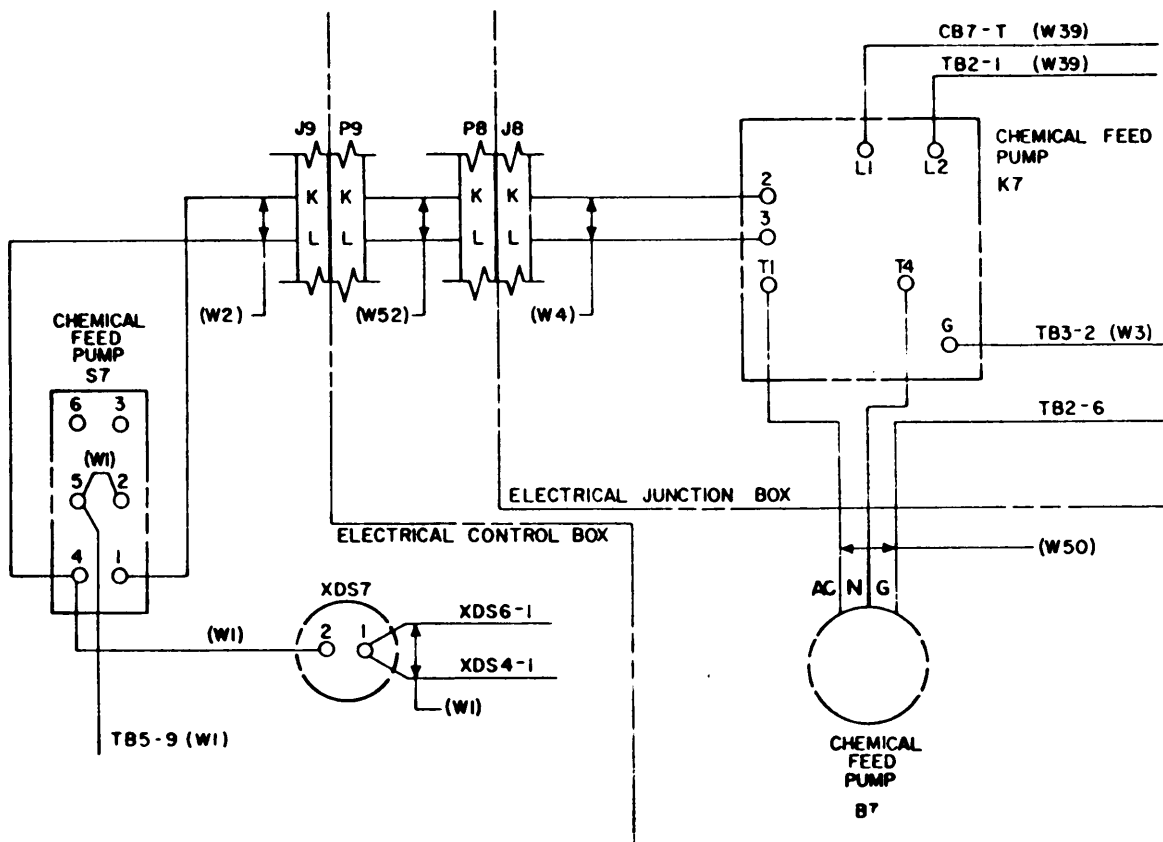 CB7-T (W39)
TB2-1 (W39)
J9 P9 P8 J8
CHEMICAL FEED
PUMP
K7
L1 L2
K K K K
2
L L L L
3
T1 T4
(W2) (W52) (W4)
G
TB3-2 (W3)
CHEMICAL
FEED
PUMP
S7
6 3
(W1)
5 2
4 1
TB2-6
ELECTRICAL JUNCTION BOX
ELECTRICAL CONTROL BOX
(W50)
AC N G
XDS7
2 1
XDS6-1
XDS4-1
(W1)
(W1)
TB5-9 (W1)
CHEMICAL
FEED
PUMP
B7